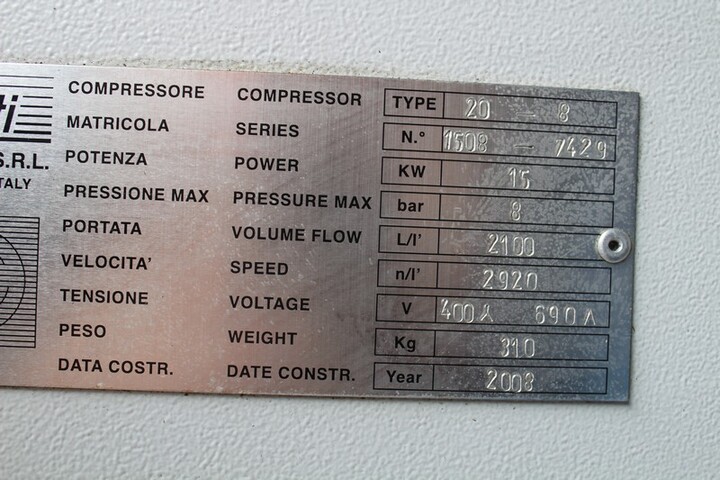 ti
S.R.L.
ITALY
COMPRESSORE COMPRESSOR TYPE 20 - 8
MATRICOLA SERIES N.° 1508 - 7429
POTENZA POWER KW 15
PRESSIONE MAX PRESSURE MAX bar 8
PORTATA VOLUME FLOW L/I' 2100
VELOCITA' SPEED n/I' 2920
TENSIONE VOLTAGE V 400 690
PESO WEIGHT Kg 310
DATA COSTR. DATE CONSTR. Year 2008